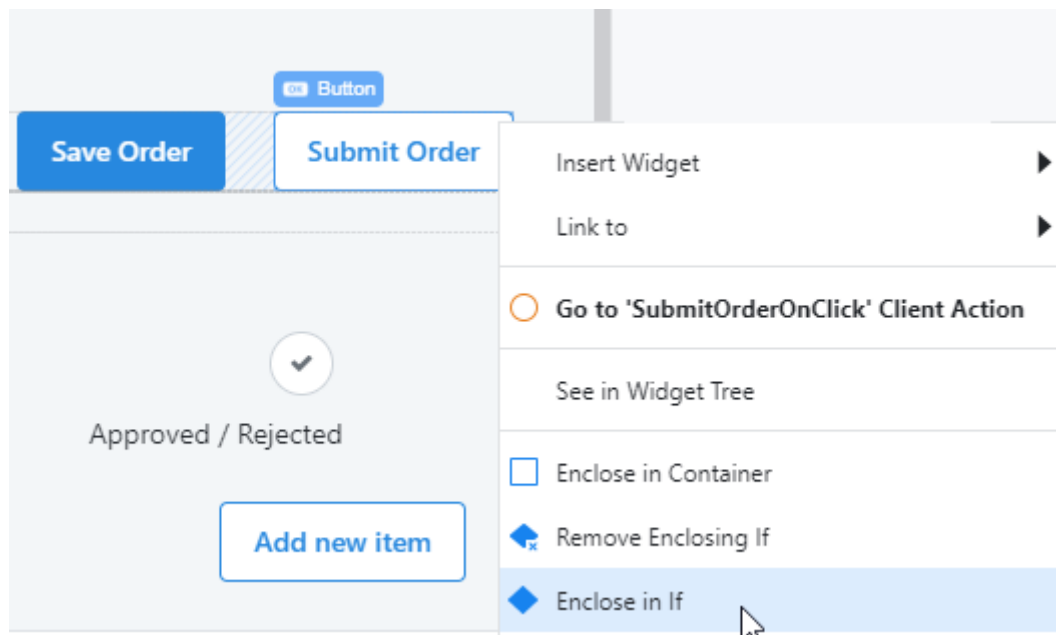 Button
Save Order
Submit Order
Insert Widget
Link to
Go to 'SubmitOrderOnClick' Client Action
See in Widget Tree
Approved / Rejected
Enclose in Container
Add new item
Remove Enclosing If
Enclose in If